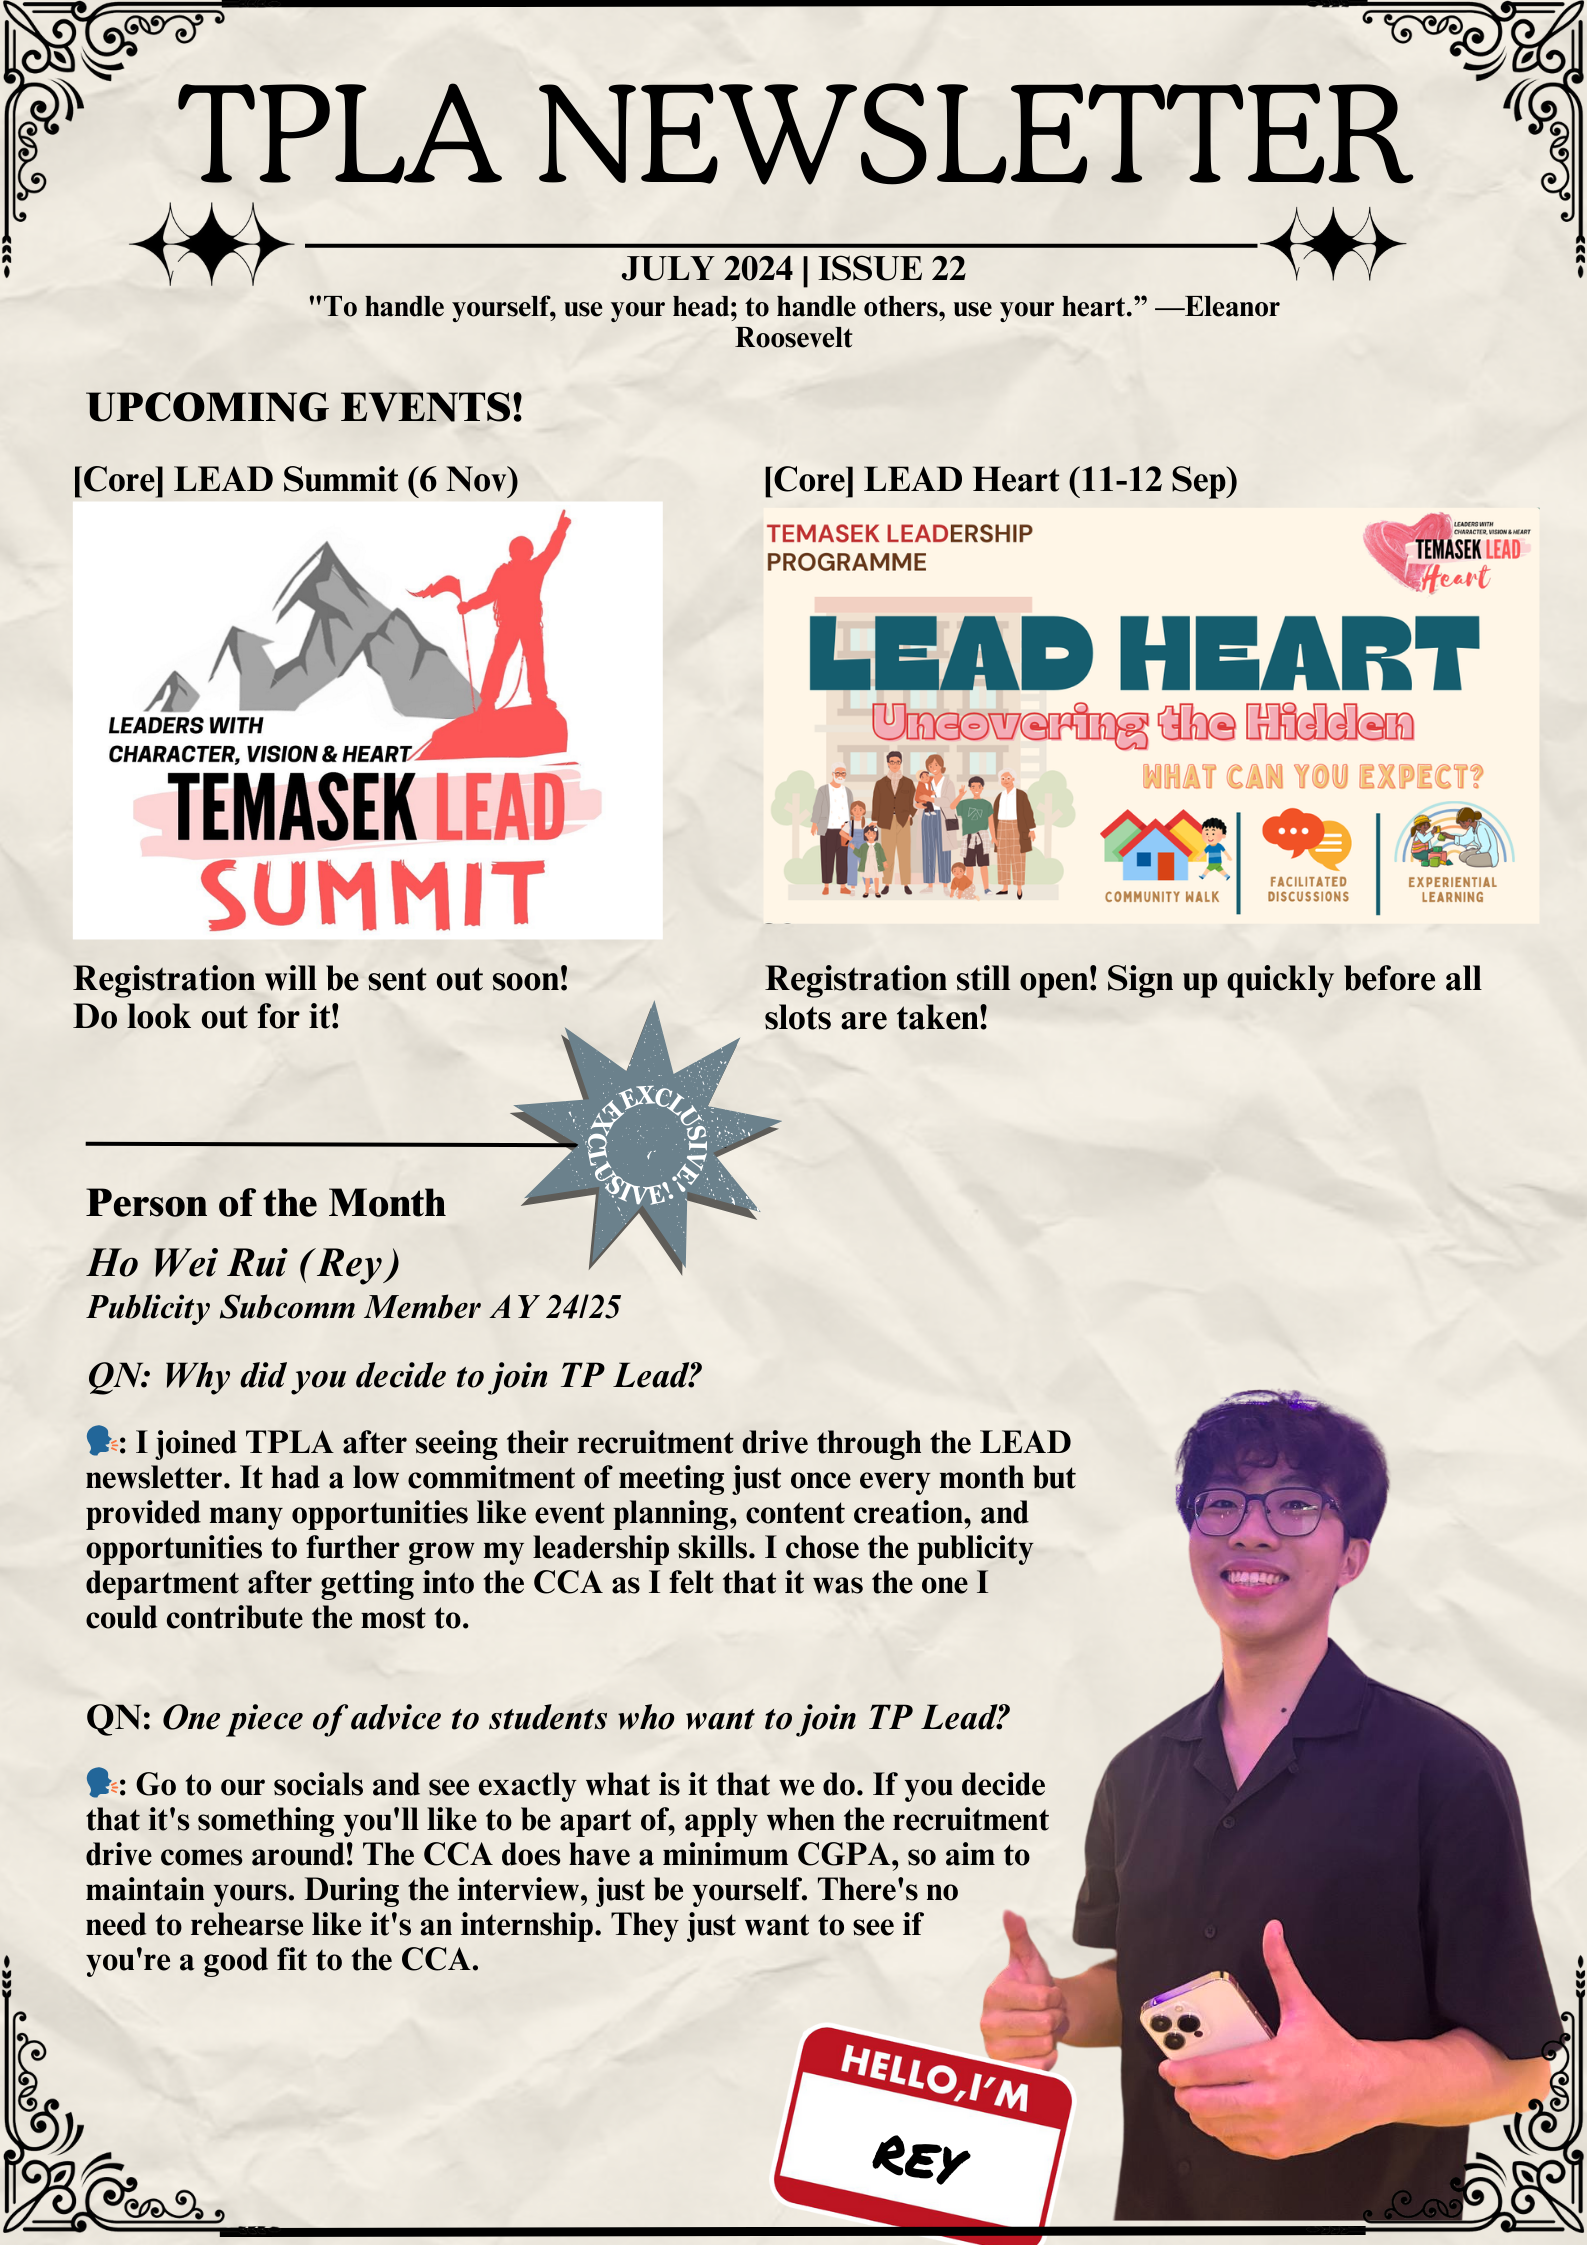 TPLA NEWSLETTER
JULY 2024 | ISSUE 22
"To handle yourself, use your head; to handle others, use your heart.” —Eleanor
Roosevelt
UPCOMING EVENTS!
[Core] LEAD Summit (6 Nov)
LEADERS WITH
CHARACTER, VISION & HEART
TEMASEK LEAD
SUMMIT
Registration will be sent out soon!
Do look out for it!
[Core] LEAD Heart (11-12 Sep)
TEMASEK LEADERSHIP
PROGRAMME
LEADERS WITH
CHARACTER, VISION & HEART
TEMASEK LEAD
Heart
LEAD HEART
Uncovering the Hidden
WHAT CAN YOU EXPECT?
COMMUNITY WALK
FACILITATED
DISCUSSIONS
EXPERIENTIAL
LEARNING
Registration still open! Sign up quickly before all
slots are taken!
EXCLUSIVE!
EXCLUSIVE!
Person of the Month
Ho Wei Rui (Rey)
Publicity Subcomm Member AY 24/25
QN: Why did you decide to join TP Lead?
🗣️: I joined TPLA after seeing their recruitment drive through the LEAD
newsletter. It had a low commitment of meeting just once every month but
provided many opportunities like event planning, content creation, and
opportunities to further grow my leadership skills. I chose the publicity
department after getting into the CCA as I felt that it was the one I
could contribute the most to.
QN: One piece of advice to students who want to join TP Lead?
🗣️: Go to our socials and see exactly what is it that we do. If you decide
that it's something you'll like to be apart of, apply when the recruitment
drive comes around! The CCA does have a minimum CGPA, so aim to
maintain yours. During the interview, just be yourself. There's no
need to rehearse like it's an internship. They just want to see if
you're a good fit to the CCA.
HELLO, I'M
REY